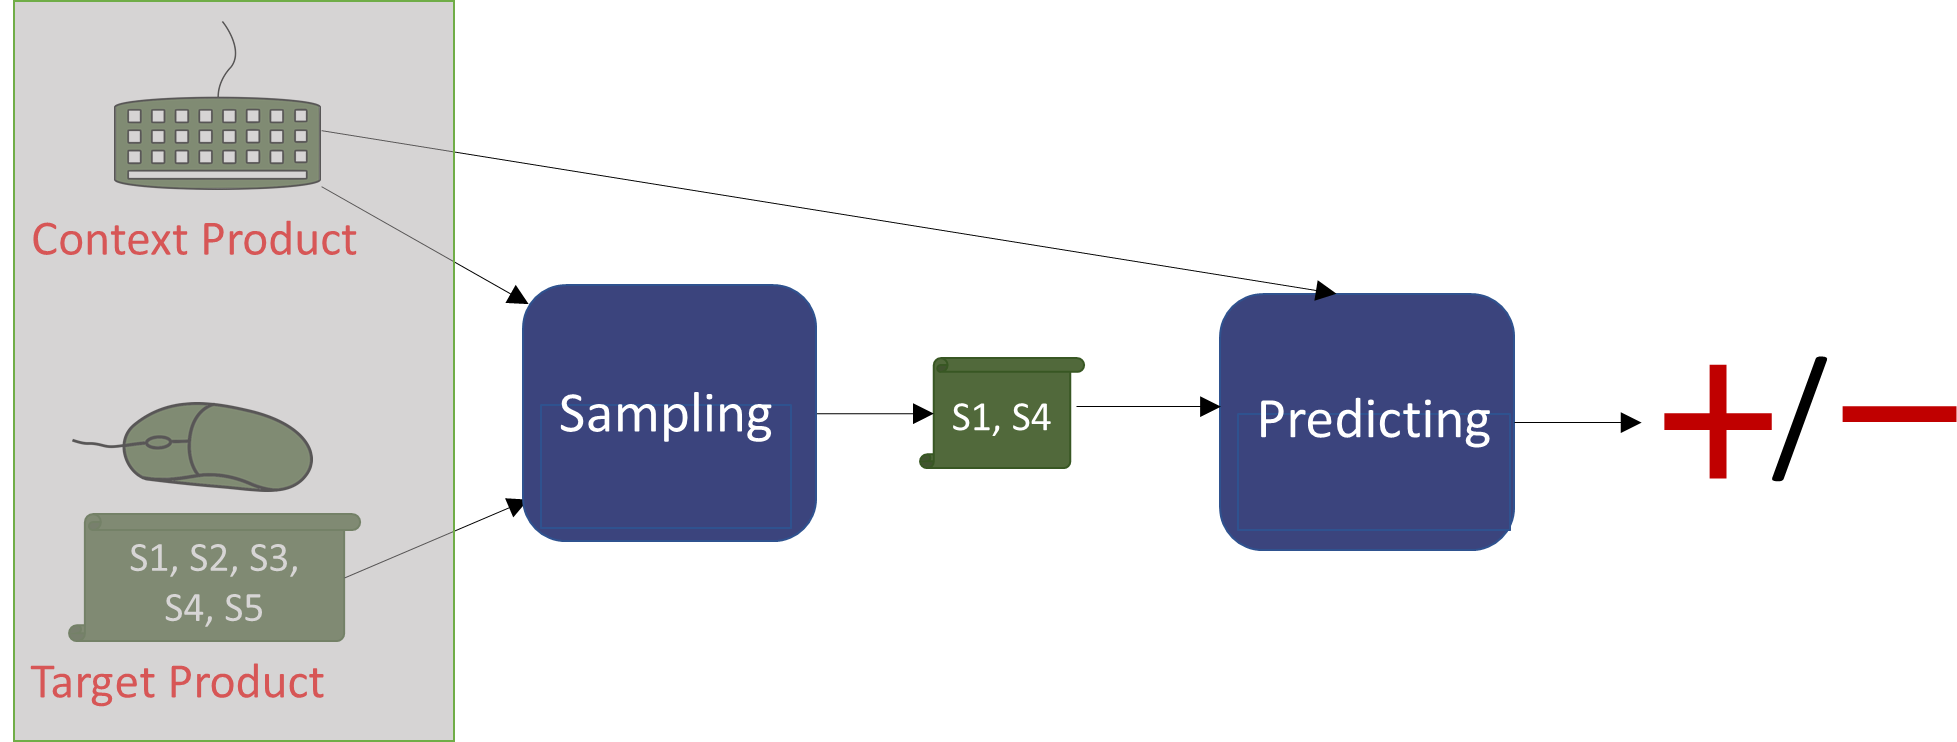 Context Product
S1, S2, S3,
S4, S5
Target Product
Sampling
S1, S4
Predicting
+/−